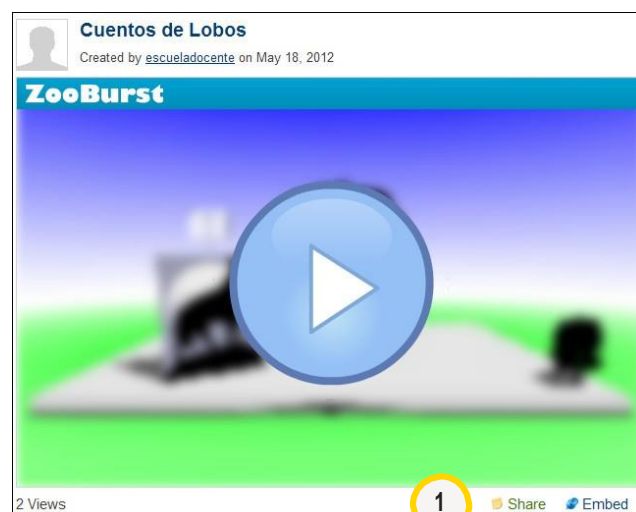 Cuentos de Lobos
Created by escueladocente on May 18, 2012
ZooBurst
2 Views 1 Share Embed